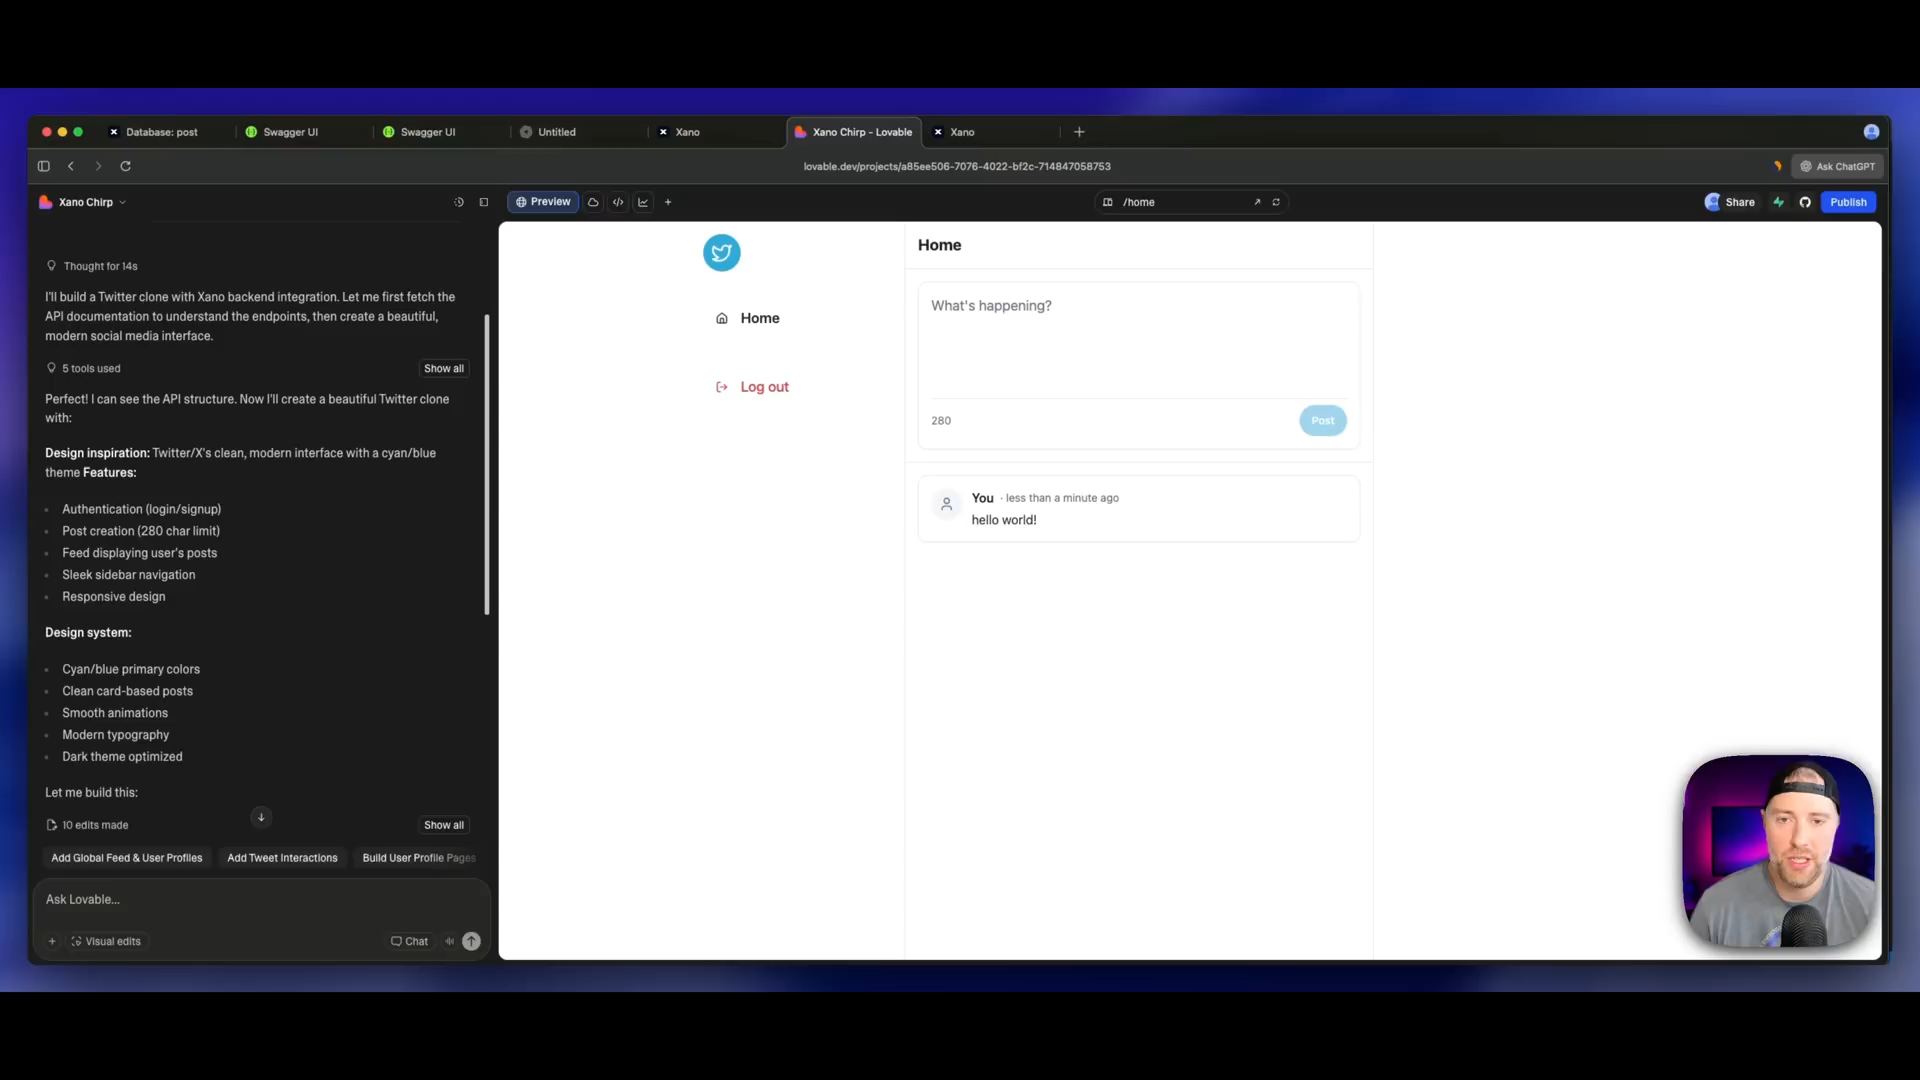 Database: post
Swagger UI
Swagger UI
Untitled
Xano
Xano Chirp - Lovable
Xano
lovable.dev/projects/a85ee506-7076-4022-bf2c-714847058753
Ask ChatGPT
Xano Chirp
Preview
/home
Share
Publish
Thought for 14s
I'll build a Twitter clone with Xano backend integration. Let me first fetch the
API documentation to understand the endpoints, then create a beautiful,
modern social media interface.
5 tools used
Show all
Perfect! I can see the API structure. Now I'll create a beautiful Twitter clone
with:
Design inspiration: Twitter/X's clean, modern interface with a cyan/blue
theme Features:
Authentication (login/signup)
Post creation (280 char limit)
Feed displaying user's posts
Sleek sidebar navigation
Responsive design
Design system:
Cyan/blue primary colors
Clean card-based posts
Smooth animations
Modern typography
Dark theme optimized
Let me build this:
10 edits made
Show all
Add Global Feed & User Profiles
Add Tweet Interactions
Build User Profile Pages
Ask Lovable...
Visual edits
Chat
Home
Log out
Home
What's happening?
280
Post
You · less than a minute ago
hello world!